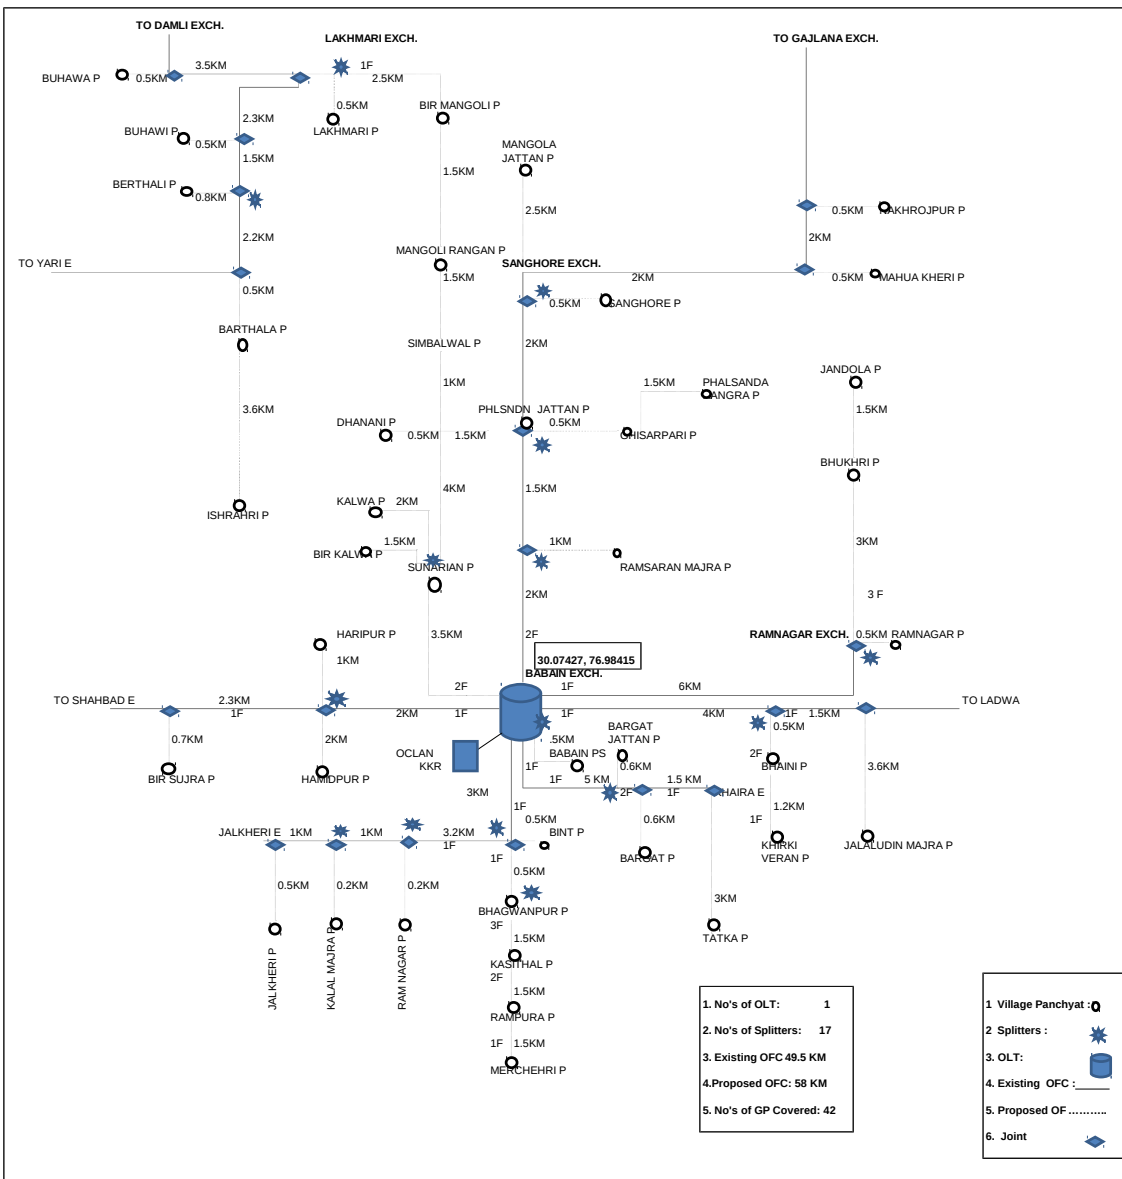 TO DAMLI EXCH.
LAKHMARI EXCH.
TO GAJLANA EXCH.
3.5KM
1F
BUHAWA P
0.5KM
2.5KM
0.5KM
BIR MANGOLI P
2.3KM
BUHAWI P
LAKHMARI P
0.5KM
MANGOLA
JATTAN P
1.5KM
1.5KM
BERTHALI P
0.8KM
2.5KM
0.5KM
NAKHROJPUR P
2.2KM
2KM
MANGOLI RANGAN P
TO YARI E
SANGHORE EXCH.
1.5KM
2KM
0.5KM
MAHUA KHERI P
0.5KM
0.5KM
SANGHORE P
BARTHALA P
SIMBALWAL P
2KM
JANDOLA P
1KM
1.5KM
PHALSANDA
ANGRA P
3.6KM
PHLSNDN
JATTAN P
1.5KM
DHANANI P
0.5KM
1.5KM
0.5KM
GHISARPARI P
BHUKHRI P
4KM
1.5KM
KALWA P
2KM
ISHRAHRI P
1.5KM
1KM
3KM
BIR KALWA P
SUNARIAN P
RAMSARAN MAJRA P
2KM
3 F
HARIPUR P
3.5KM
2F
RAMNAGAR EXCH.
0.5KM
RAMNAGAR P
1KM
30.07427, 76.98415
BABAIN EXCH.
2F
1F
6KM
TO SHAHBAD E
2.3KM
TO LADWA
1F
2KM
1F
1F
4KM
1F
1.5KM
0.7KM
2KM
.5KM
BARGAT
JATTAN P
0.5KM
OCLAN
KKR
BABAIN PS
2F
1F
0.6KM
BHAINI P
3.6KM
BIR SUJRA P
HAMIDPUR P
1F
5 KM
1.5 KM
3KM
2F
1F
KHAIRA E
1.2KM
1F
0.5KM
0.6KM
1F
JALKHERI E
1KM
1KM
3.2KM
BINT P
1F
KHIRKI
VERAN P
JALALUDIN MAJRA P
1F
BARGAT P
0.5KM
0.5KM
0.2KM
0.2KM
3KM
BHAGWANPUR P
3F
1.5KM
TATKA P
JALKHERI P
KALAL MAJRA P
RAM NAGAR P
KASITHAL P
2F
1.5KM
RAMPURA P
1F
1.5KM
MERCHEHRI P
1. No's of OLT: 1
2. No's of Splitters: 17
3. Existing OFC 49.5 KM
4.Proposed OFC: 58 KM
5. No's of GP Covered: 42
1 Village Panchyat :
2 Splitters :
3. OLT:
4. Existing OFC :______
5. Proposed OF ...........
6. Joint